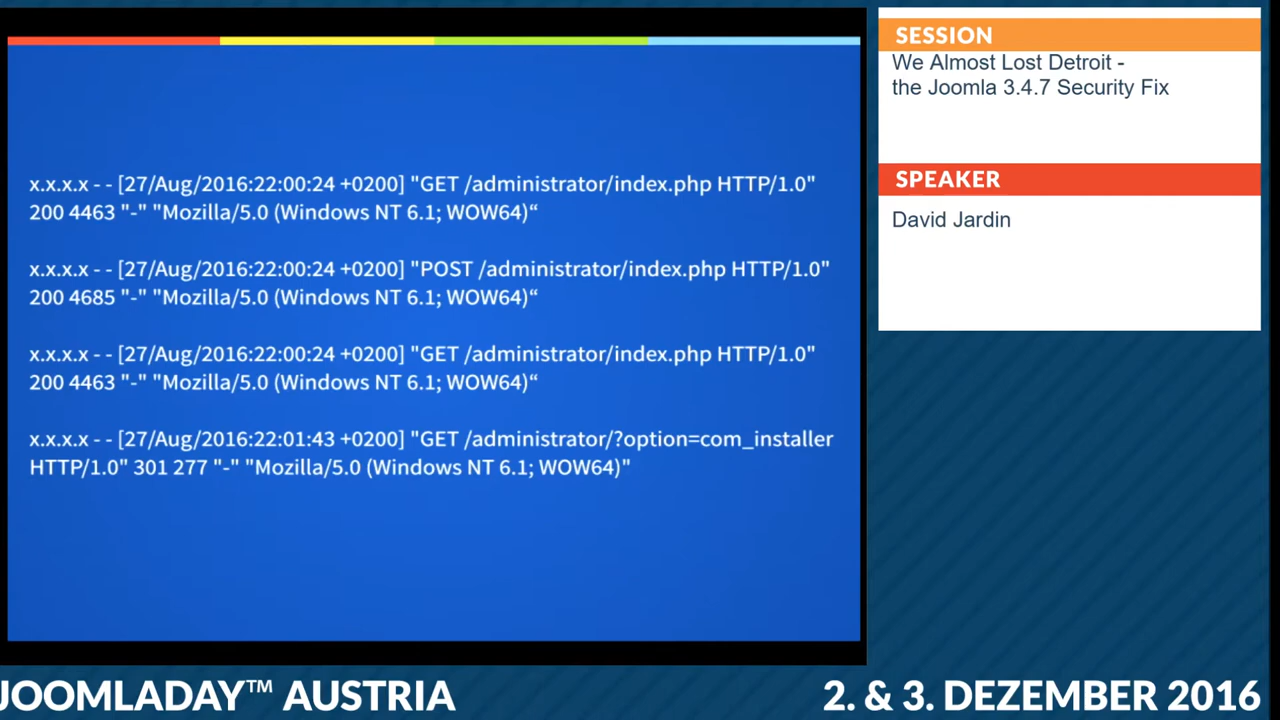 x.x.x.x - - [27/Aug/2016:22:00:24 +0200] "GET /administrator/index.php HTTP/1.0"
200 4463 "-" "Mozilla/5.0 (Windows NT 6.1; WOW64)“
x.x.x.x - - [27/Aug/2016:22:00:24 +0200] "POST /administrator/index.php HTTP/1.0"
200 4685 "-" "Mozilla/5.0 (Windows NT 6.1; WOW64)“
x.x.x.x - - [27/Aug/2016:22:00:24 +0200] "GET /administrator/index.php HTTP/1.0"
200 4463 "-" "Mozilla/5.0 (Windows NT 6.1; WOW64)“
x.x.x.x - - [27/Aug/2016:22:01:43 +0200] "GET /administrator/?option=com_installer
HTTP/1.0" 301 277 "-" "Mozilla/5.0 (Windows NT 6.1; WOW64)"
SESSION
We Almost Lost Detroit -
the Joomla 3.4.7 Security Fix
SPEAKER
David Jardin
JOOMLADAY™ AUSTRIA
2. & 3. DEZEMBER 2016